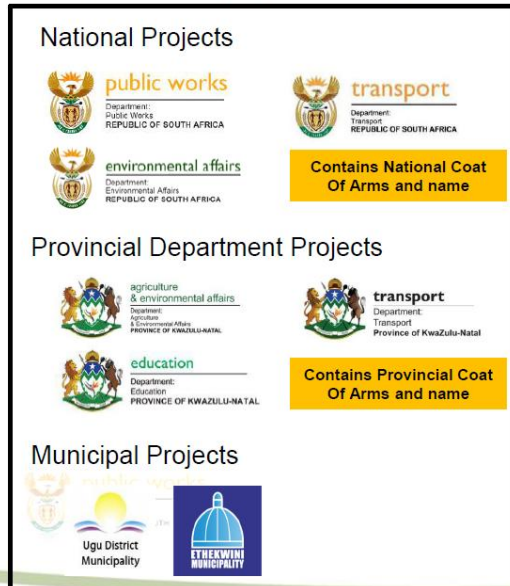 National Projects
public works
Department:
Public Works
REPUBLIC OF SOUTH AFRICA
transport
Department:
Transport
REPUBLIC OF SOUTH AFRICA
environmental affairs
Department:
Environmental Affairs
REPUBLIC OF SOUTH AFRICA
Contains National Coat
Of Arms and name
Provincial Department Projects
agriculture
& environmental affairs
Department:
Agriculture
& Environmental Affairs
PROVINCE OF KWAZULU-NATAL
transport
Department:
Transport
Province of KwaZulu-Natal
education
Department:
Education
PROVINCE OF KWAZULU-NATAL
Contains Provincial Coat
Of Arms and name
Municipal Projects
public works
Ugu District
Municipality
ETHEKWINI
MUNICIPALITY